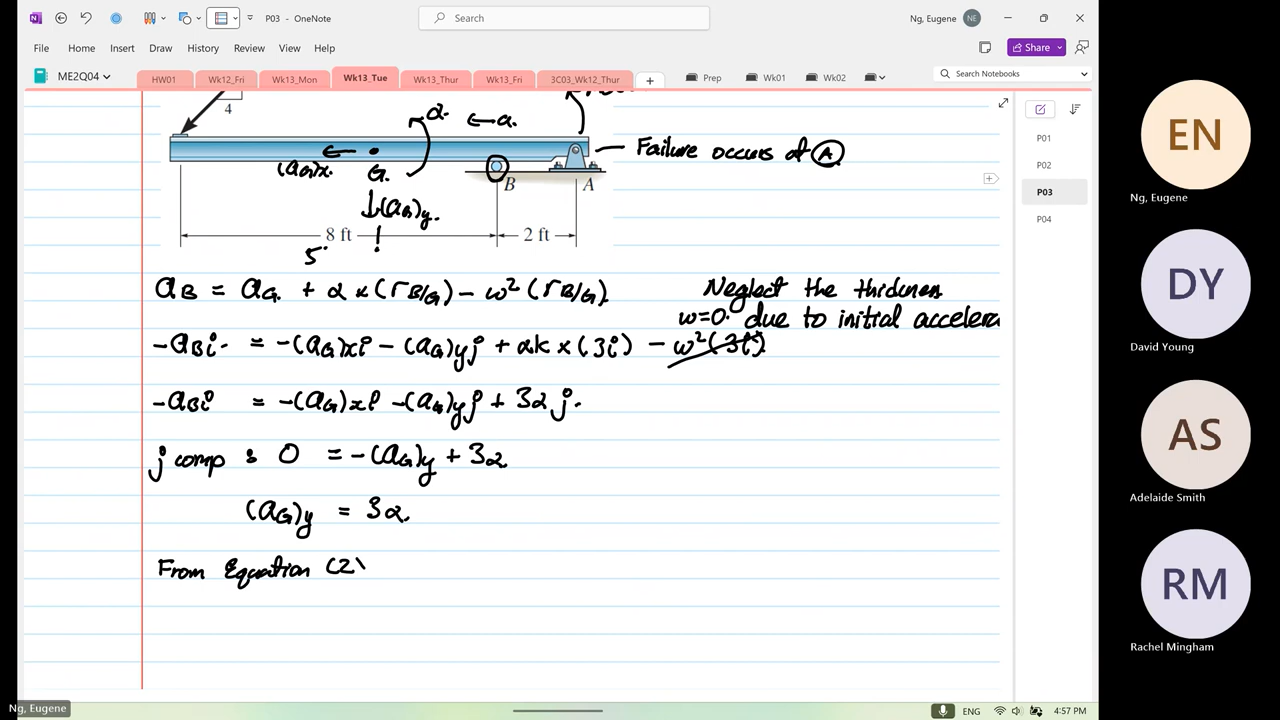 P03 - OneNote
Search
Ng, Eugene
NE
File
Home
Insert
Draw
History
Review
View
Help
Share
ME2Q04
HW01
Wk12_Fri
Wk13_Mon
Wk13_Tue
Wk13_Thur
Wk13_Fri
3C03_Wk12_Thur
Prep
Wk01
Wk02
Search Notebooks
P01
P02
P03
P04
4
α.
←a.
(aG)x.
G.
(aG)y.
B
A
Failure occurs at A
8 ft
2 ft
5'
aB = aG. + α × (rB/G) - ω² (rB/G).
Neglect the thickness
ω=0. due to initial accelera
-aBi. = -(aG)xi - (aG)yj + αk × (3i) - ω²(3i).
-aBi = -(aG)xi -(aG)yj + 3α j.
j comp : 0 = -(aG)y + 3α.
(aG)y = 3α.
From Equation (2)
EN
Ng, Eugene
DY
David Young
AS
Adelaide Smith
RM
Rachel Mingham
Ng, Eugene
ENG
4:57 PM